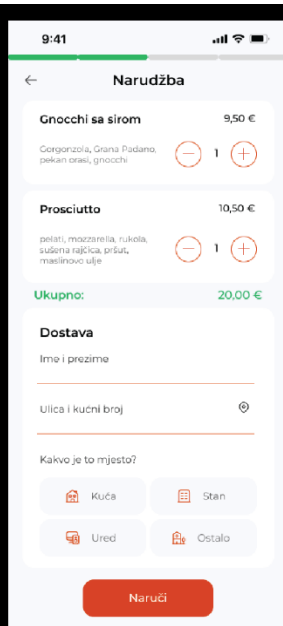 9:41
Narudžba
Gnocchi sa sirom 9,50 €
Gorgonzola, Grana Padano,
pekan orasi, gnocchi
1
Prosciutto 10,50 €
pelati, mozzarella, rukola,
sušena rajčica, pršut,
maslinovo ulje
1
Ukupno: 20,00 €
Dostava
Ime i prezime
Ulica i kućni broj
Kakvo je to mjesto?
Kuća Stan
Ured Ostalo
Naruči